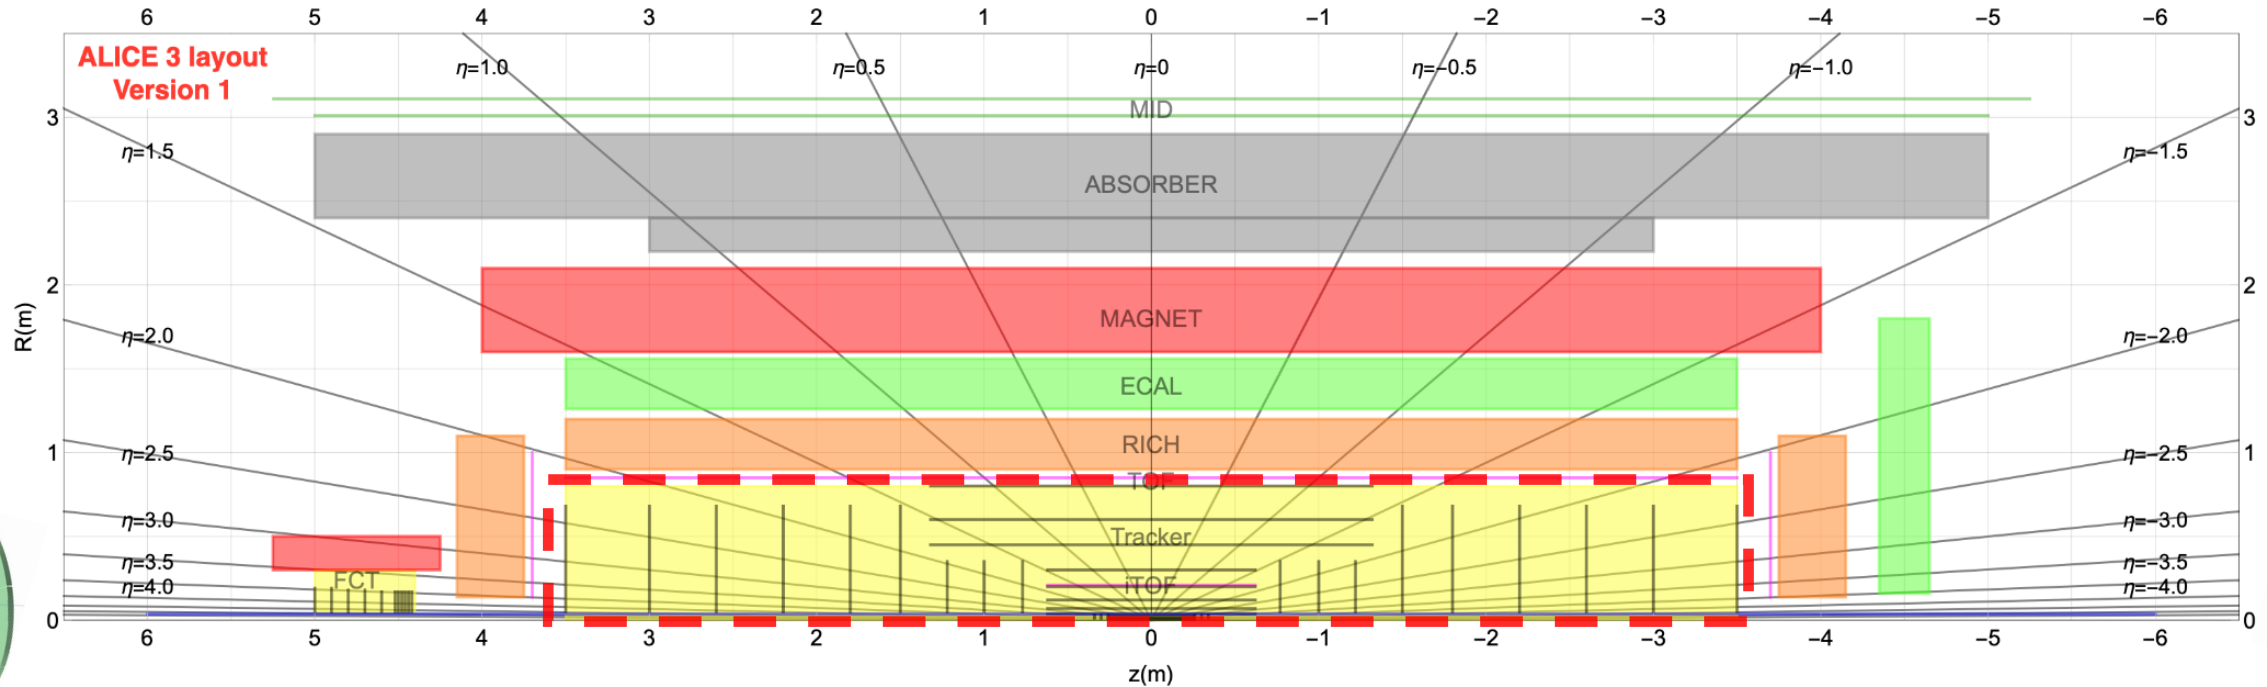 6 5 4 3 2 1 0 −1 −2 −3 −4 −5 −6
ALICE 3 layout
Version 1
η=1.0 η=0.5 η=0 η=−0.5 η=−1.0
MID
3 3
η=1.5 η=−1.5
ABSORBER
2 2
MAGNET
R(m)
η=2.0 η=−2.0
ECAL
RICH
1 1
η=2.5 η=−2.5
TOF
η=3.0 η=−3.0
Tracker
η=3.5 η=−3.5
FCT iTOF
η=4.0 η=−4.0
0 0
6 5 4 3 2 1 0 −1 −2 −3 −4 −5 −6
z(m)